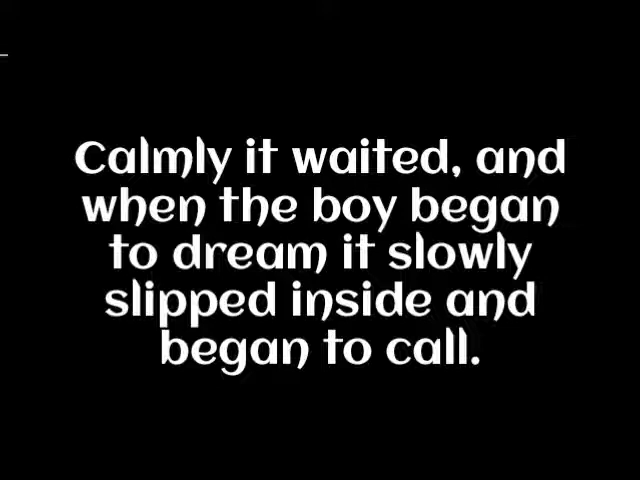 Calmly it waited, and
when the boy began
to dream it slowly
slipped inside and
began to call.